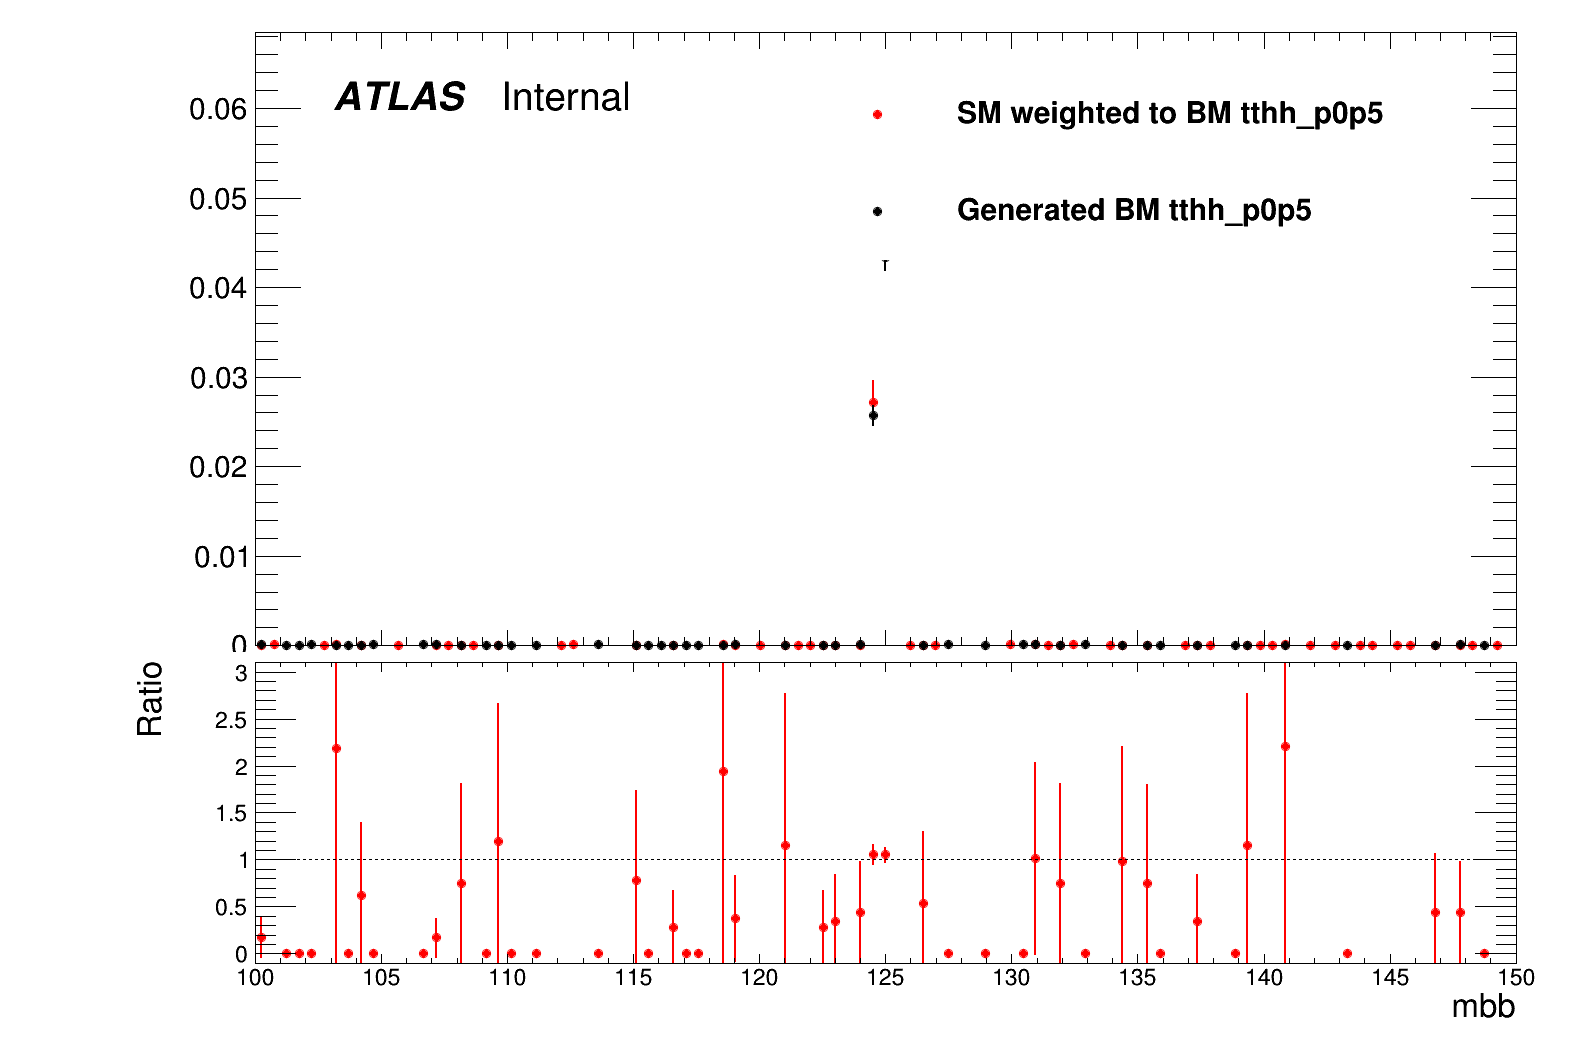 ATLAS Internal
SM weighted to BM tthh_p0p5
Generated BM tthh_p0p5
0.06
0.05
0.04
0.03
0.02
0.01
0
Ratio
3
2.5
2
1.5
1
0.5
0
100 105 110 115 120 125 130 135 140 145 150
mbb